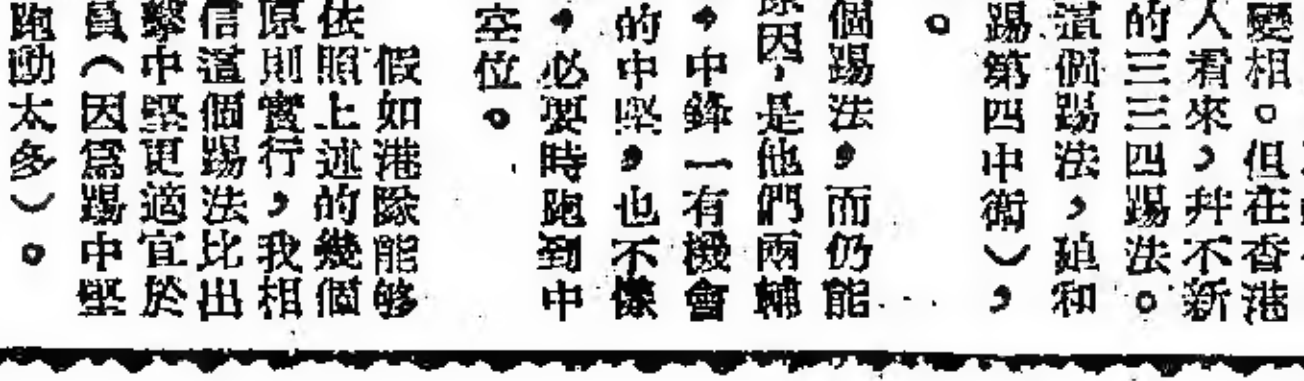 變相。但在香港
人看來，并不新
的三三四踢法。
這個踢法，和
踢第四中衛），
。
個踢法，而仍能
原因，是他們兩輔
，中鋒一有機會
的中堅，也不像
，必要時跑到中
空位。
假如港隊能够
依照上述的幾個
原則實行，我相
信這個踢法比出
擊中堅更適宜於
員（因爲踢中堅
跑動太多）。